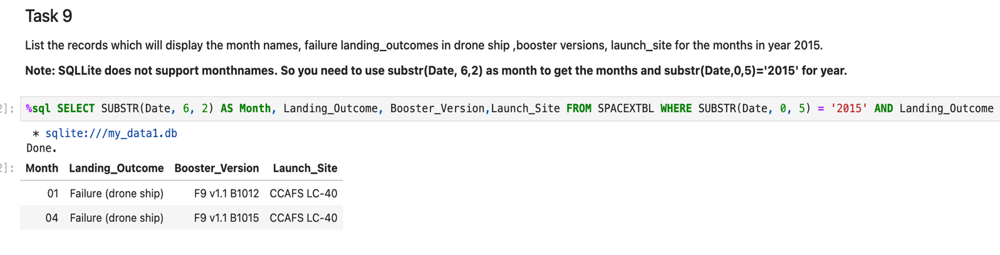 Task 9
List the records which will display the month names, failure landing_outcomes in drone ship ,booster versions, launch_site for the months in year 2015.
Note: SQLLite does not support monthnames. So you need to use substr(Date, 6,2) as month to get the months and substr(Date,0,5)='2015' for year.
2]: %sql SELECT SUBSTR(Date, 6, 2) AS Month, Landing_Outcome, Booster_Version,Launch_Site FROM SPACEXTBL WHERE SUBSTR(Date, 0, 5) = '2015' AND Landing_Outcome
* sqlite:///my_data1.db
Done.
2]: Month Landing_Outcome Booster_Version Launch_Site
01 Failure (drone ship) F9 v1.1 B1012 CCAFS LC-40
04 Failure (drone ship) F9 v1.1 B1015 CCAFS LC-40